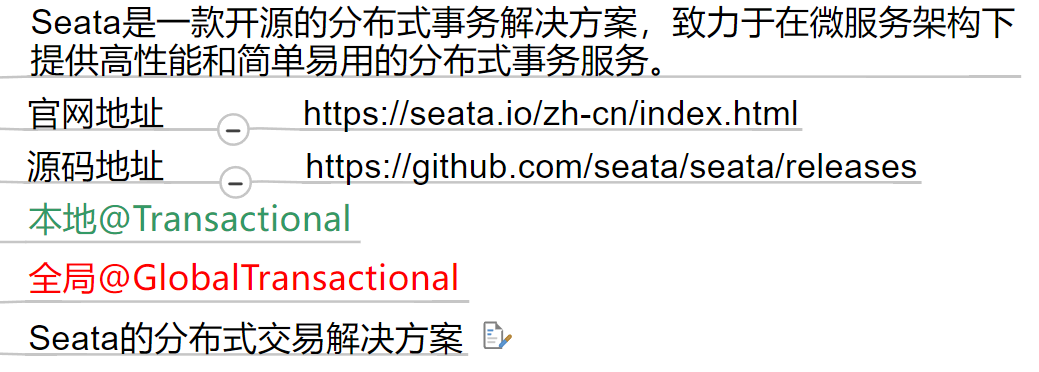 Seata是一款开源的分布式事务解决方案，致力于在微服务架构下
提供高性能和简单易用的分布式事务服务。
官网地址 https://seata.io/zh-cn/index.html
源码地址 https://github.com/seata/seata/releases
本地@Transactional
全局@GlobalTransactional
Seata的分布式交易解决方案